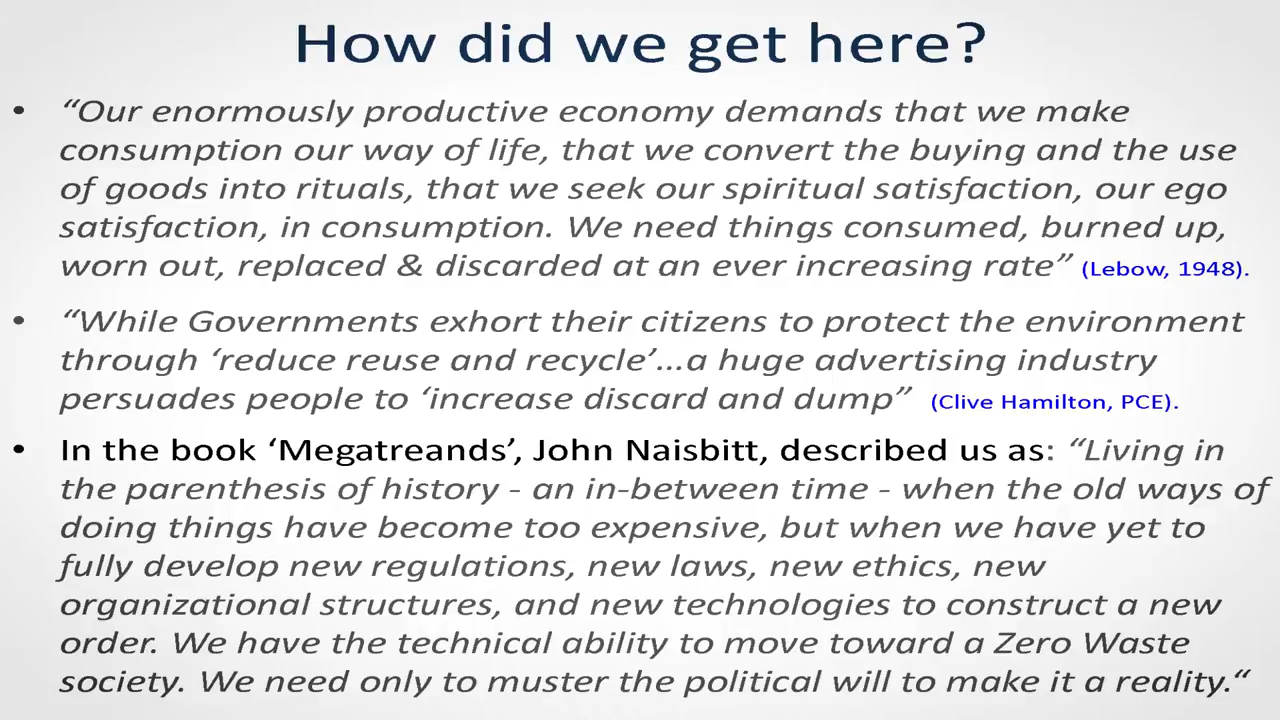 How did we get here?
• “Our enormously productive economy demands that we make
consumption our way of life, that we convert the buying and the use
of goods into rituals, that we seek our spiritual satisfaction, our ego
satisfaction, in consumption. We need things consumed, burned up,
worn out, replaced & discarded at an ever increasing rate” (Lebow, 1948).
• “While Governments exhort their citizens to protect the environment
through ‘reduce reuse and recycle’...a huge advertising industry
persuades people to ‘increase discard and dump” (Clive Hamilton, PCE).
• In the book ‘Megatreands’, John Naisbitt, described us as: “Living in
the parenthesis of history - an in-between time - when the old ways of
doing things have become too expensive, but when we have yet to
fully develop new regulations, new laws, new ethics, new
organizational structures, and new technologies to construct a new
order. We have the technical ability to move toward a Zero Waste
society. We need only to muster the political will to make it a reality.“